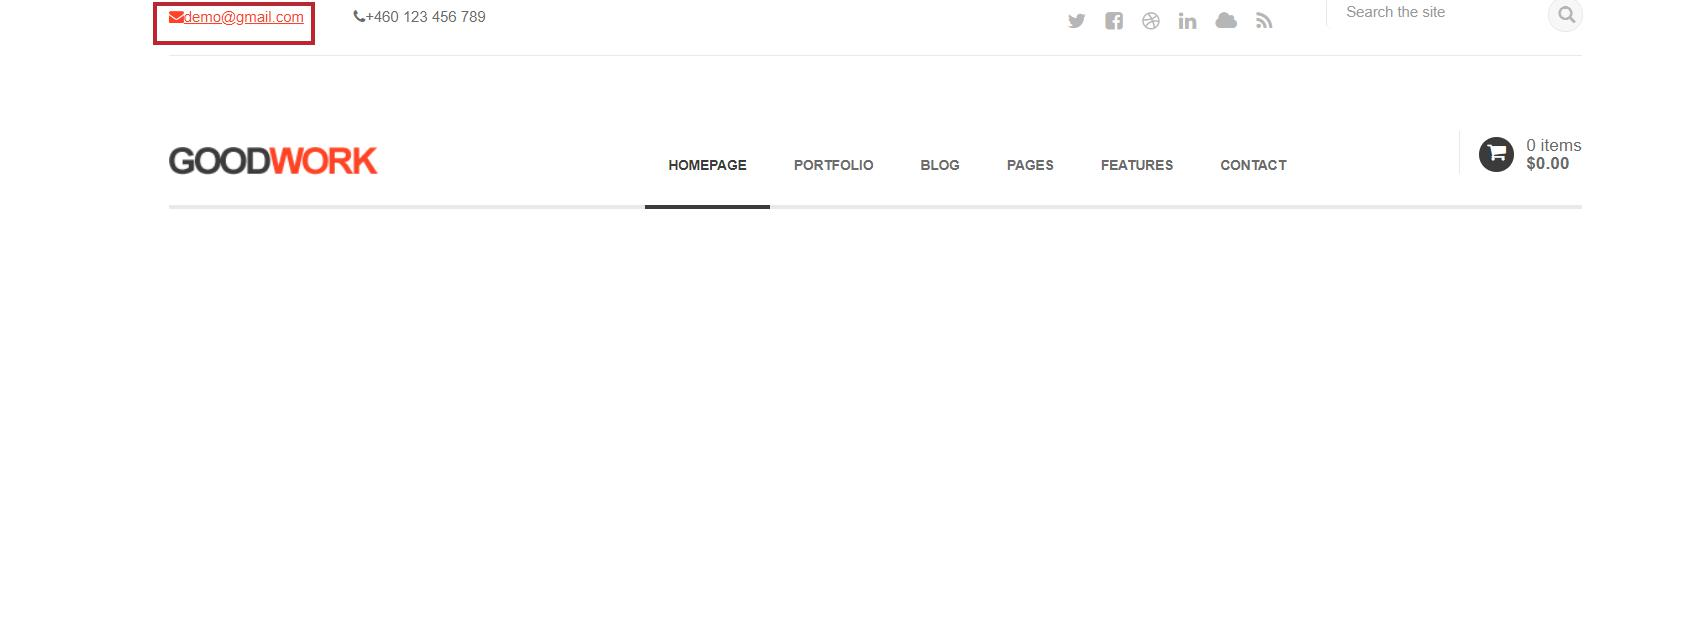 demo@gmail.com
+460 123 456 789
Search the site
GOODWORK
HOMEPAGE
PORTFOLIO
BLOG
PAGES
FEATURES
CONTACT
0 items
$0.00